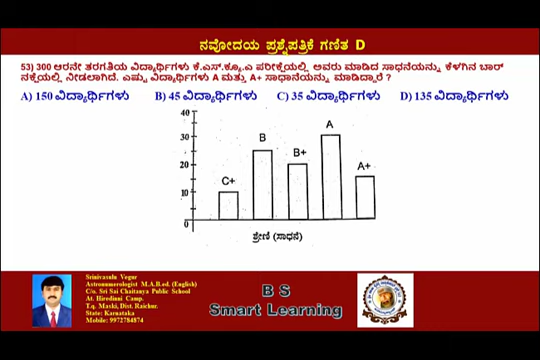 ನವೋದಯ ಪ್ರಶ್ನೆಪತ್ರಿಕೆ ಗಣಿತ D
53) 300 ಆರನೇ ತರಗತಿಯ ವಿದ್ಯಾರ್ಥಿಗಳು ಕೆ.ಎಸ್.ಕ್ಯೂ.ಎ ಪರೀಕ್ಷೆಯಲ್ಲಿ ಅವರು ಮಾಡಿದ ಸಾಧನೆಯನ್ನು ಕೆಳಗಿನ ಬಾರ್
ನಕ್ಷೆಯಲ್ಲಿ ನೀಡಲಾಗಿದೆ. ಎಷ್ಟು ವಿದ್ಯಾರ್ಥಿಗಳು A ಮತ್ತು A+ ಸಾಧನೆಯನ್ನು ಮಾಡಿದ್ದಾರೆ ?
A) 150 ವಿದ್ಯಾರ್ಥಿಗಳು B) 45 ವಿದ್ಯಾರ್ಥಿಗಳು C) 35 ವಿದ್ಯಾರ್ಥಿಗಳು D) 135 ವಿದ್ಯಾರ್ಥಿಗಳು
40
30
20
10
0
C+
B
B+
A
A+
ಶ್ರೇಣಿ (ಸಾಧನೆ)
Srinivasulu Vegur
Astronumerologist M.A.B.ed. (English)
C/o. Sri Sai Chaitanya Public School
At. Hiredinni Camp.
T.q. Maski, Dist. Raichur.
State: Karnataka
Mobile: 9972784874
B S
Smart Learning